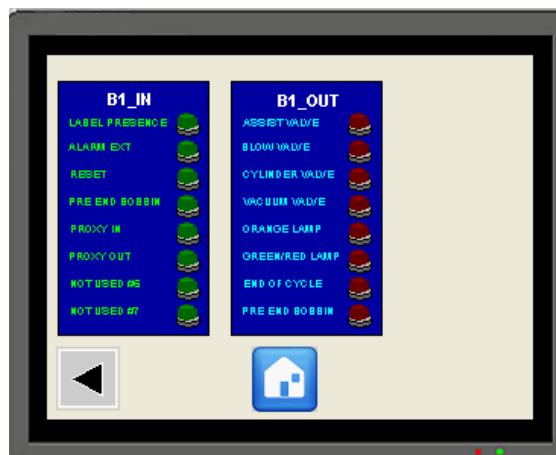 B1_IN
LABEL PRESENCE
ALARM EXT
RESET
PRE END BOBBIN
PROXY IN
PROXY OUT
NOT USED #6
NOT USED #7
B1_OUT
ASSIST VALVE
BLOW VALVE
CYLINDER VALVE
VACUUM VALVE
ORANGE LAMP
GREEN/RED LAMP
END OF CYCLE
PRE END BOBBIN